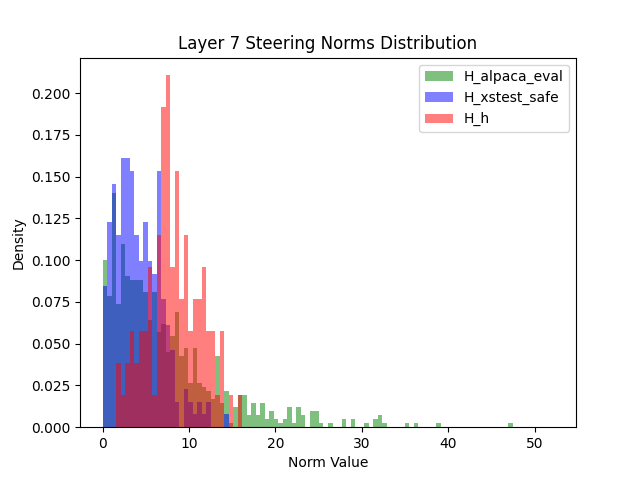 Layer 7 Steering Norms Distribution
H_alpaca_eval
H_xstest_safe
H_h
Density
0.200
0.175
0.150
0.125
0.100
0.075
0.050
0.025
0.000
0
10
20
30
40
50
Norm Value